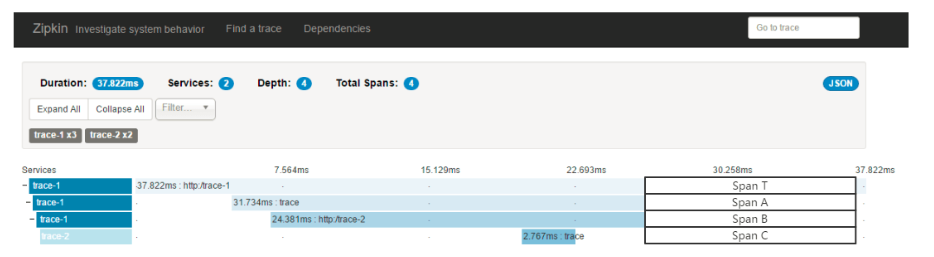 Zipkin Investigate system behavior Find a trace Dependencies Go to trace
Duration: 37.822ms Services: 2 Depth: 4 Total Spans: 4 JSON
Expand All Collapse All Filter...
trace-1 x3 trace-2 x2
Services 7.564ms 15.129ms 22.693ms 30.258ms 37.822ms
- trace-1 37.822ms : http:/trace-1 Span T
- trace-1 31.734ms : trace Span A
- trace-1 24.381ms : http:/trace-2 Span B
trace-2 2.767ms : trace Span C